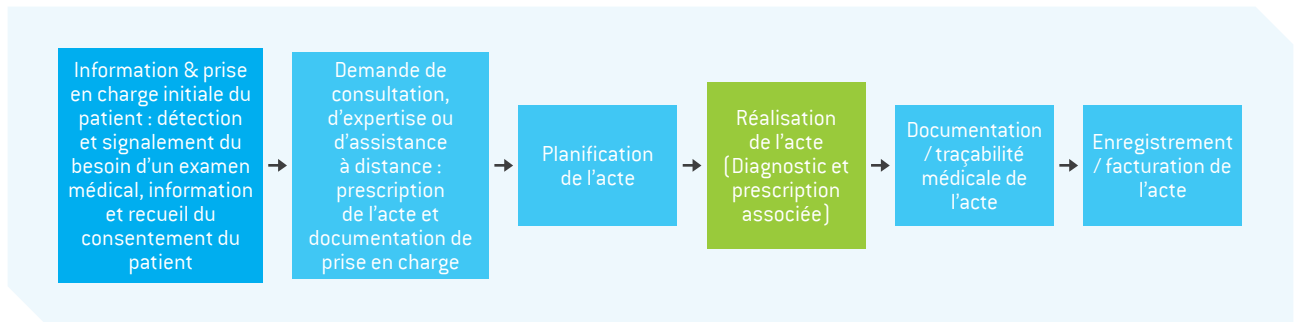 Information & prise
en charge initiale du
patient : détection
et signalement du
besoin d'un examen
médical, information
et recueil du
consentement du
patient
Demande de
consultation,
d'expertise ou
d'assistance
à distance :
prescription
de l'acte et
documentation de
prise en charge
Planification
de l'acte
Réalisation
de l'acte
(Diagnostic et
prescription
associée)
Documentation
/ traçabilité
médicale de
l'acte
Enregistrement
/ facturation de
l'acte